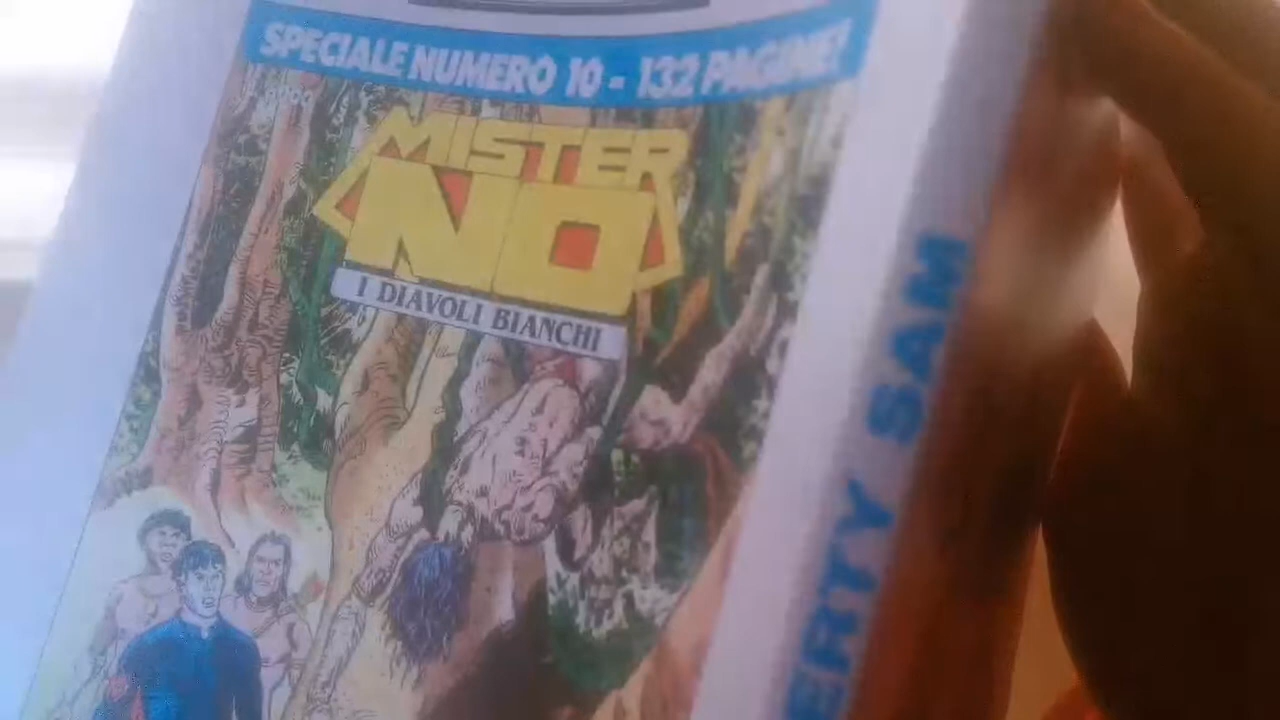 SPECIALE NUMERO 10 - 132 PAGINE!
MISTER
NO
I DIAVOLI BIANCHI
ERTY SAM